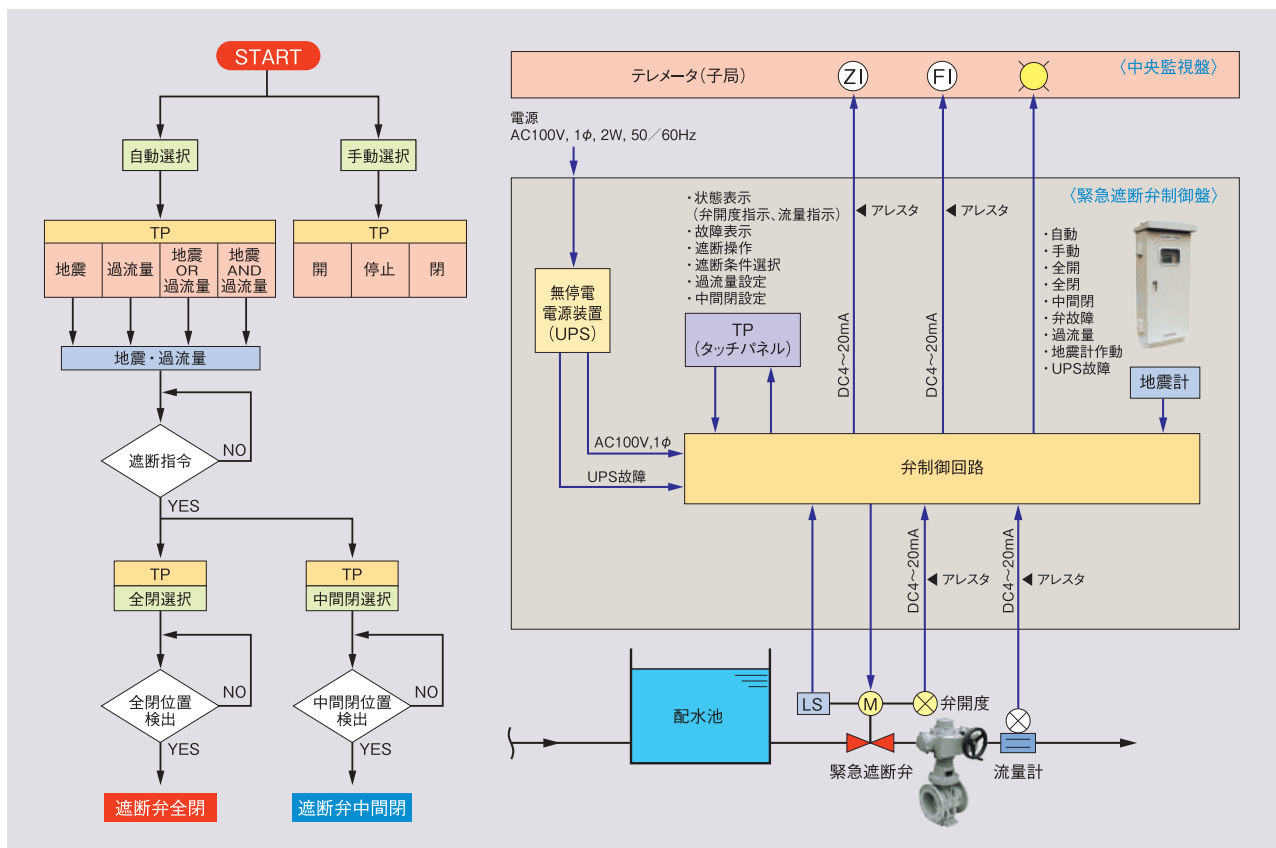 START
自動選択
手動選択
TP
地震
過流量
地震
OR
過流量
地震
AND
過流量
TP
開
停止
閉
地震・過流量
遮断指令
NO
YES
TP
全閉選択
TP
中間閉選択
全閉位置
検出
NO
YES
中間閉位置
検出
NO
YES
遮断弁全閉
遮断弁中間閉
テレメータ(子局)
ZI
FI
〈中央監視盤〉
電源
AC100V, 1φ, 2W, 50/60Hz
〈緊急遮断弁制御盤〉
・状態表示
(弁開度指示、流量指示)
・故障表示
・遮断操作
・遮断条件選択
・過流量設定
・中間閉設定
アレスタ
アレスタ
DC4~20mA
DC4~20mA
・自動
・手動
・全開
・全閉
・中間閉
・弁故障
・過流量
・地震計作動
・UPS故障
無停電
電源装置
(UPS)
TP
(タッチパネル)
地震計
AC100V,1φ
UPS故障
弁制御回路
DC4~20mA
アレスタ
DC4~20mA
アレスタ
配水池
LS
M
弁開度
緊急遮断弁
流量計